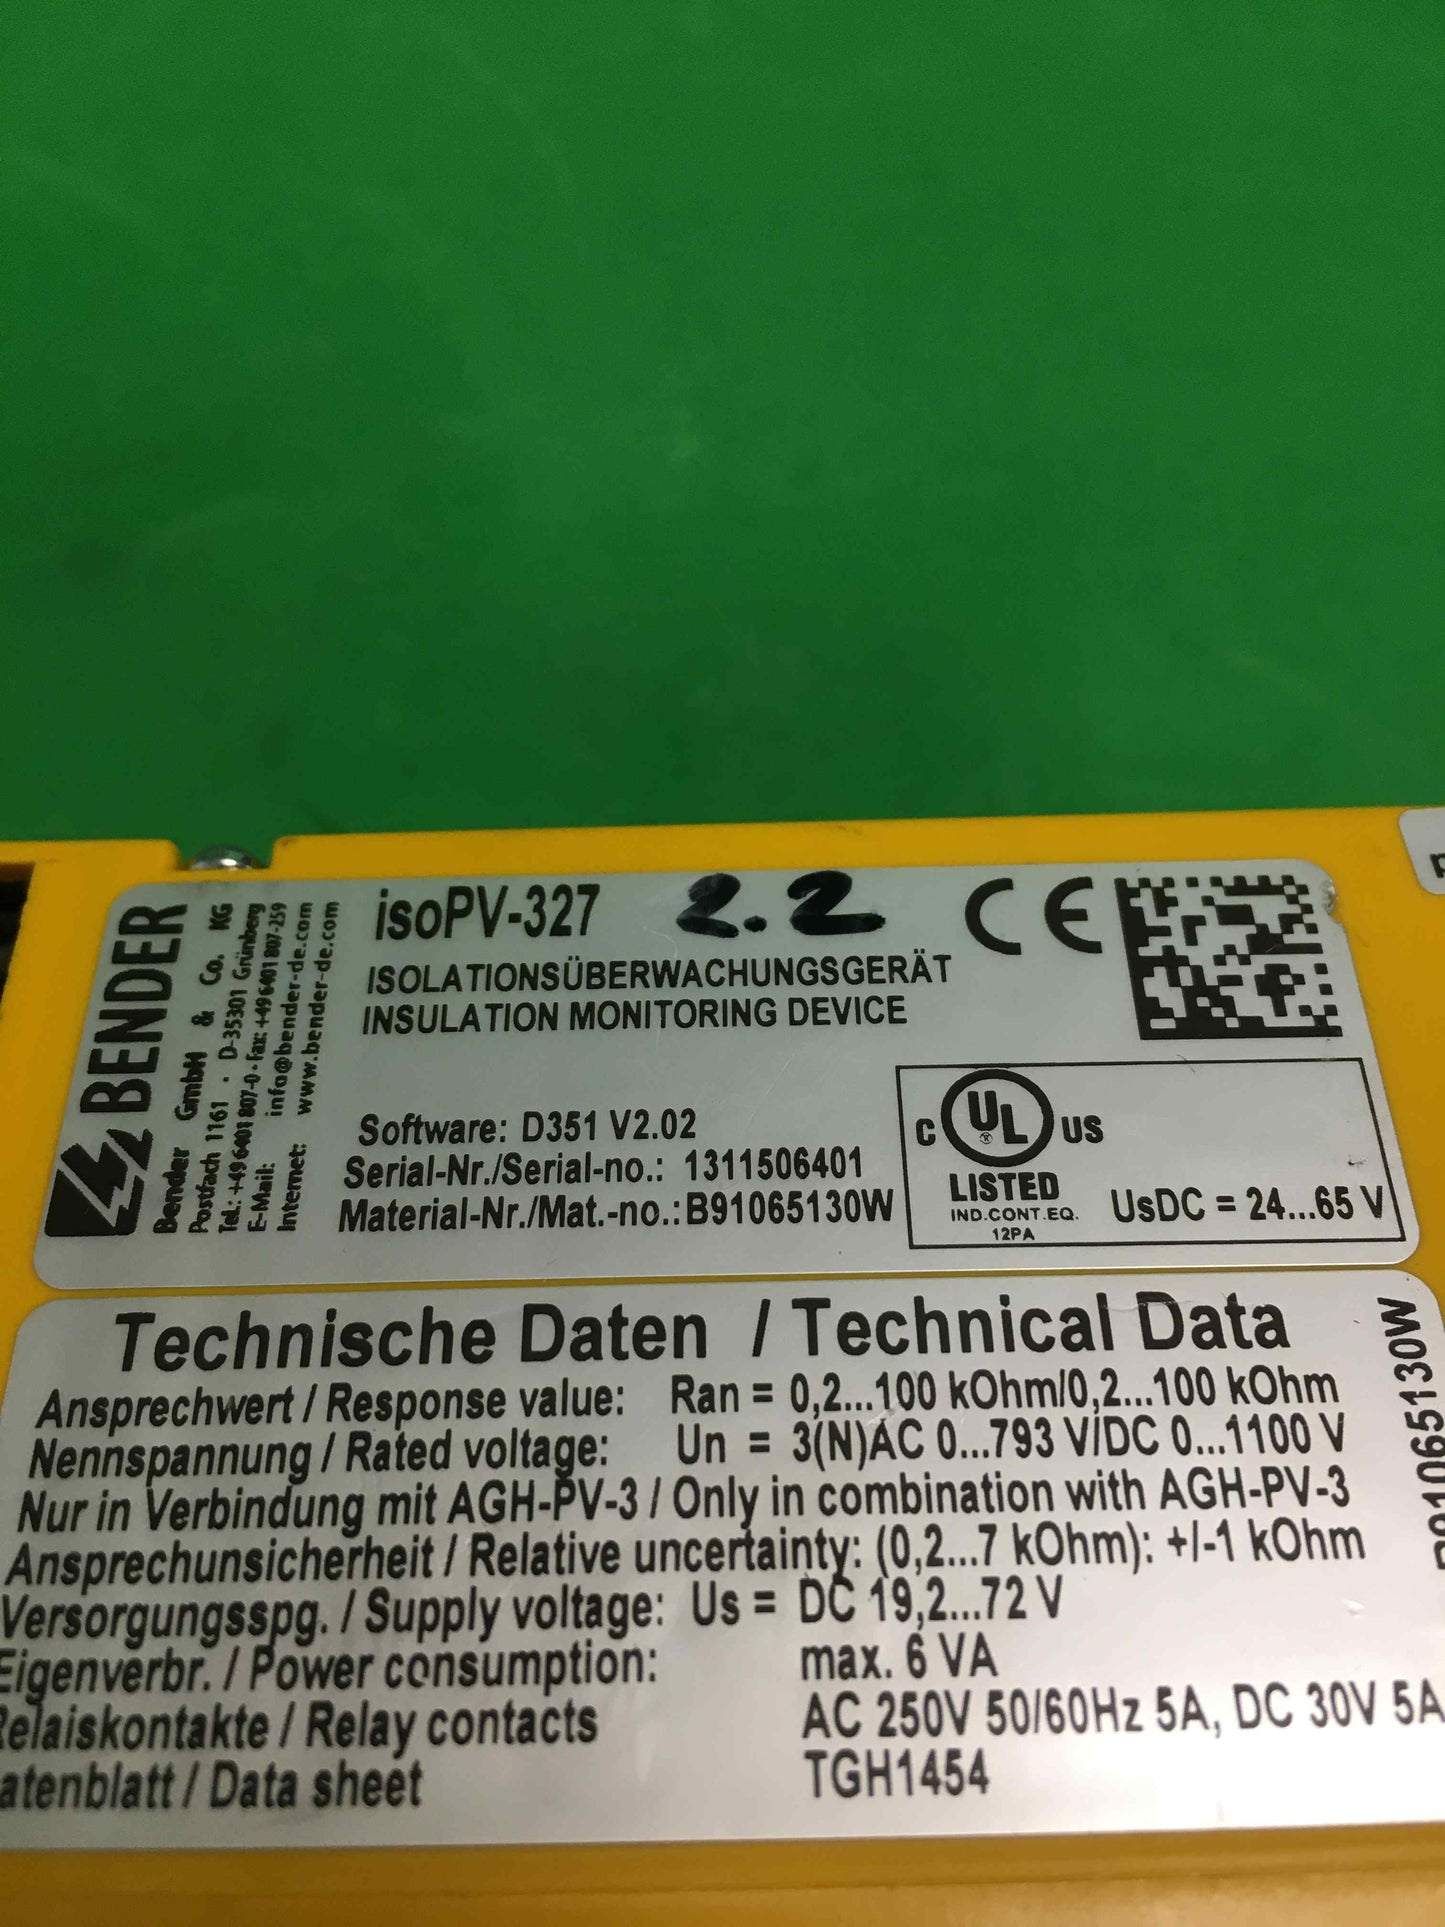 BENDER
Bender GmbH & Co. KG
Postfach 1161 · D-35301 Grünberg
Tel.: +49 6401 807-0 · Fax: +49 6401 807-259
E-Mail: info@bender-de.com
Internet: www.bender-de.com
isoPV-327 2.2 CE
ISOLATIONSÜBERWACHUNGSGERÄT
INSULATION MONITORING DEVICE
Software: D351 V2.02
Serial-Nr./Serial-no.: 1311506401
Material-Nr./Mat.-no.: B91065130W
C UL US
LISTED
IND.CONT.EQ.
12PA
UsDC = 24...65 V
Technische Daten / Technical Data
Ansprechwert / Response value: Ran = 0,2...100 kOhm/0,2...100 kOhm
Nennspannung / Rated voltage: Un = 3(N)AC 0...793 V/DC 0...1100 V
Nur in Verbindung mit AGH-PV-3 / Only in combination with AGH-PV-3
Ansprechunsicherheit / Relative uncertainty: (0,2...7 kOhm): +/-1 kOhm
Versorgungsspg. / Supply voltage: Us = DC 19,2...72 V
Eigenverbr. / Power consumption: max. 6 VA
Relaiskontakte / Relay contacts AC 250V 50/60Hz 5A, DC 30V 5A
atenblatt / Data sheet TGH1454
B91065130W